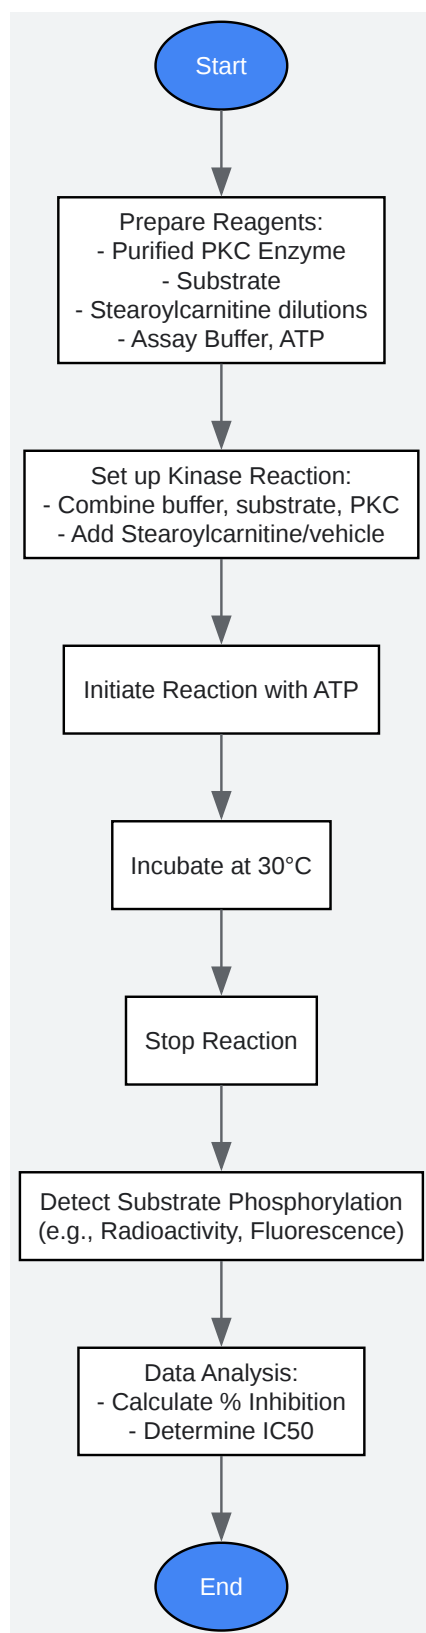 Start
Prepare Reagents:
- Purified PKC Enzyme
- Substrate
- Stearoylcarnitine dilutions
- Assay Buffer, ATP
Set up Kinase Reaction:
- Combine buffer, substrate, PKC
- Add Stearoylcarnitine/vehicle
Initiate Reaction with ATP
Incubate at 30°C
Stop Reaction
Detect Substrate Phosphorylation
(e.g., Radioactivity, Fluorescence)
Data Analysis:
- Calculate % Inhibition
- Determine IC50
End